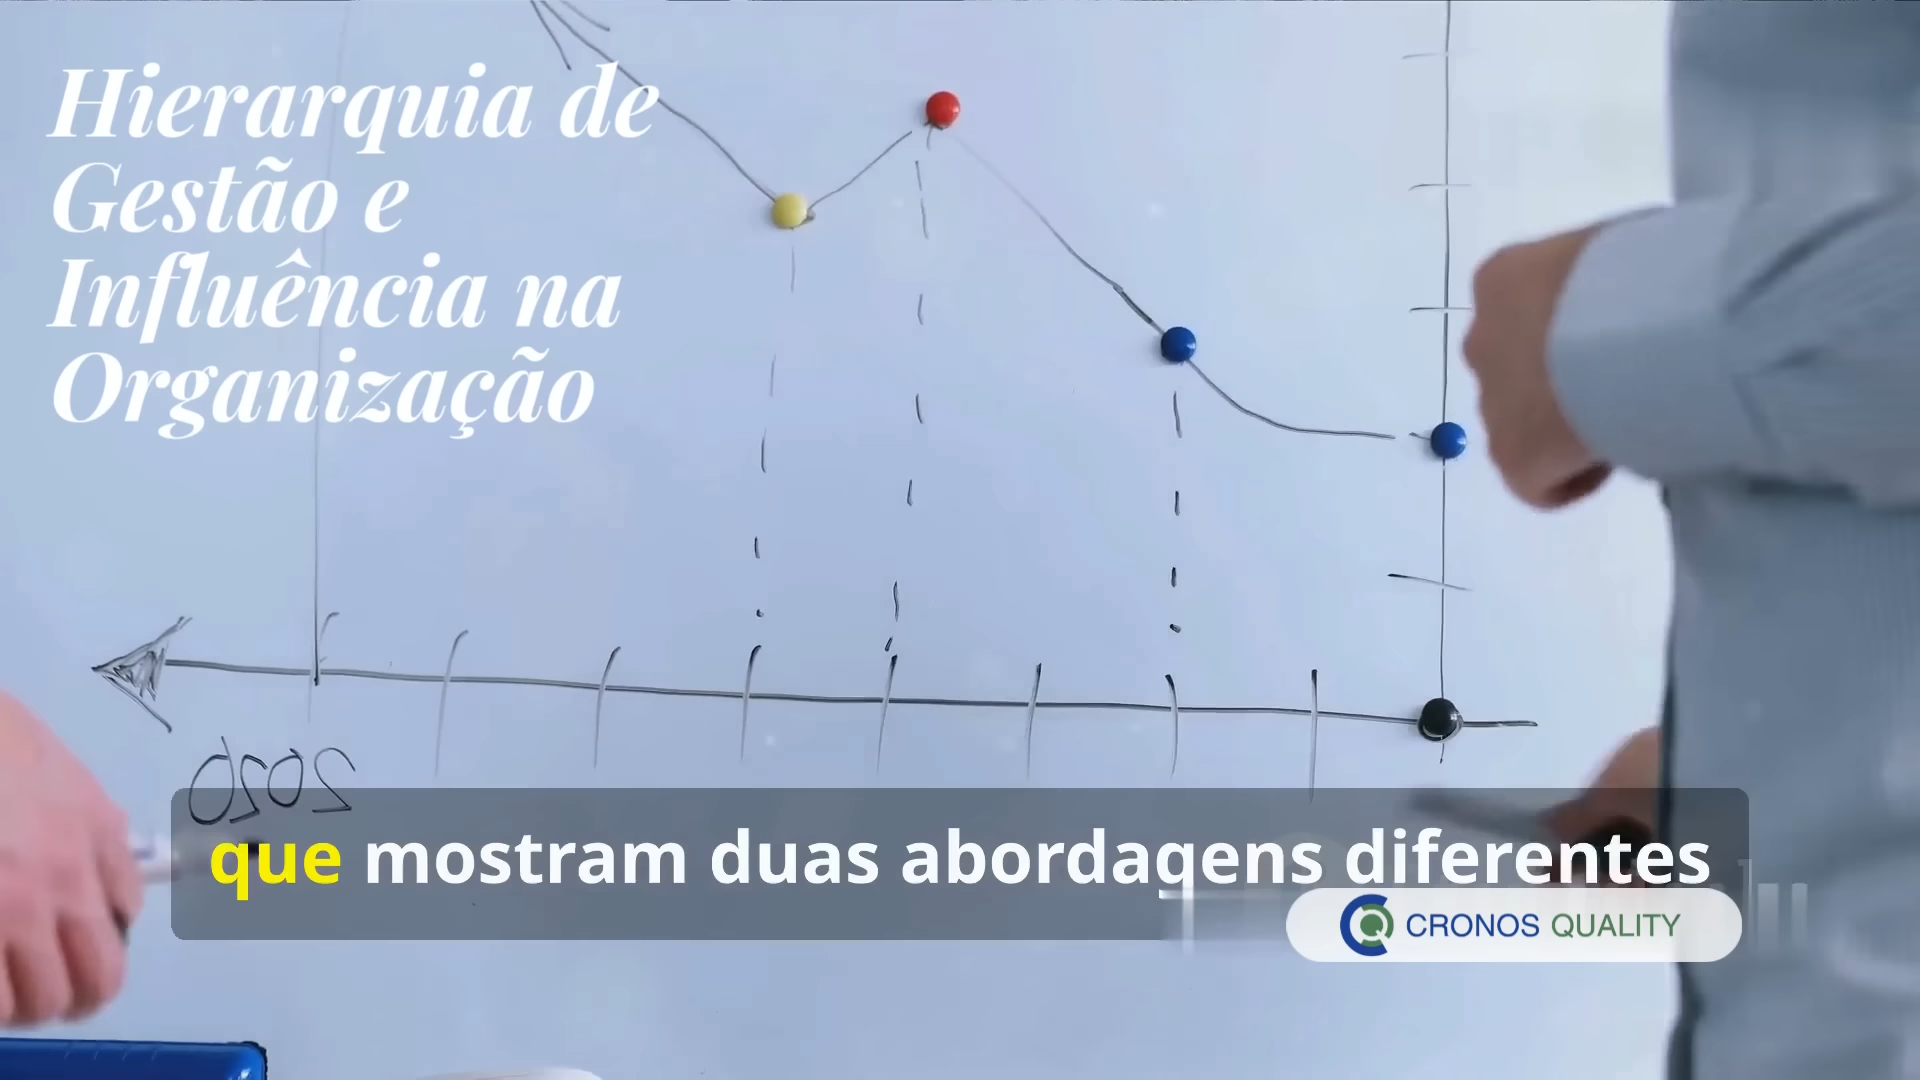 Hierarquia de
Gestão e
Influência na
Organização
2020
que mostram duas abordagens diferentes
CRONOS QUALITY